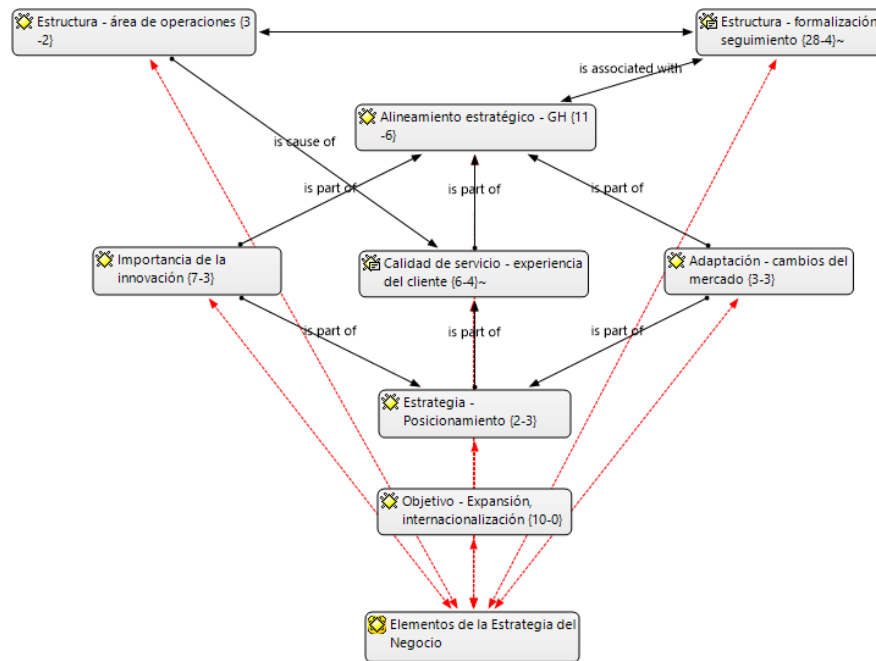 Estructura - área de operaciones {3
-2}
Estructura - formalización
seguimiento {28-4}~
is associated with
Alineamiento estratégico - GH {11
-6}
is cause of
is part of
is part of
is part of
Importancia de la
innovación {7-3}
Calidad de servicio - experiencia
del cliente {6-4}~
Adaptación - cambios del
mercado {3-3}
is part of
is part of
is part of
Estrategia -
Posicionamiento {2-3}
Objetivo - Expansión,
internacionalización {10-0}
Elementos de la Estrategia del
Negocio